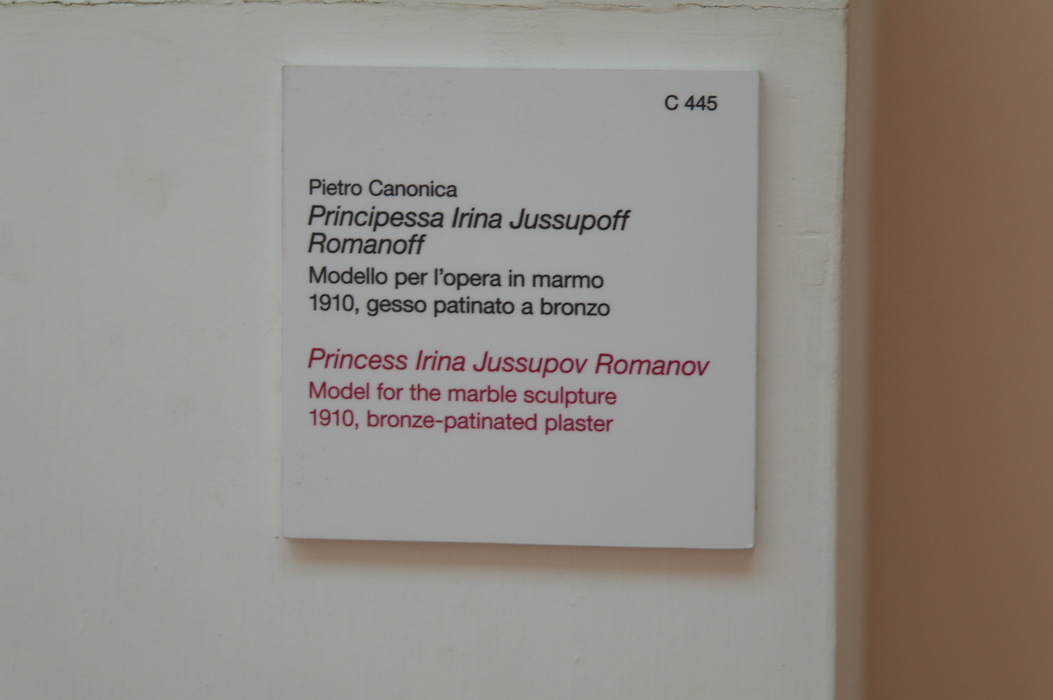 C 445
Pietro Canonica
Principessa Irina Jussupoff
Romanoff
Modello per l'opera in marmo
1910, gesso patinato a bronzo
Princess Irina Jussupov Romanov
Model for the marble sculpture
1910, bronze-patinated plaster